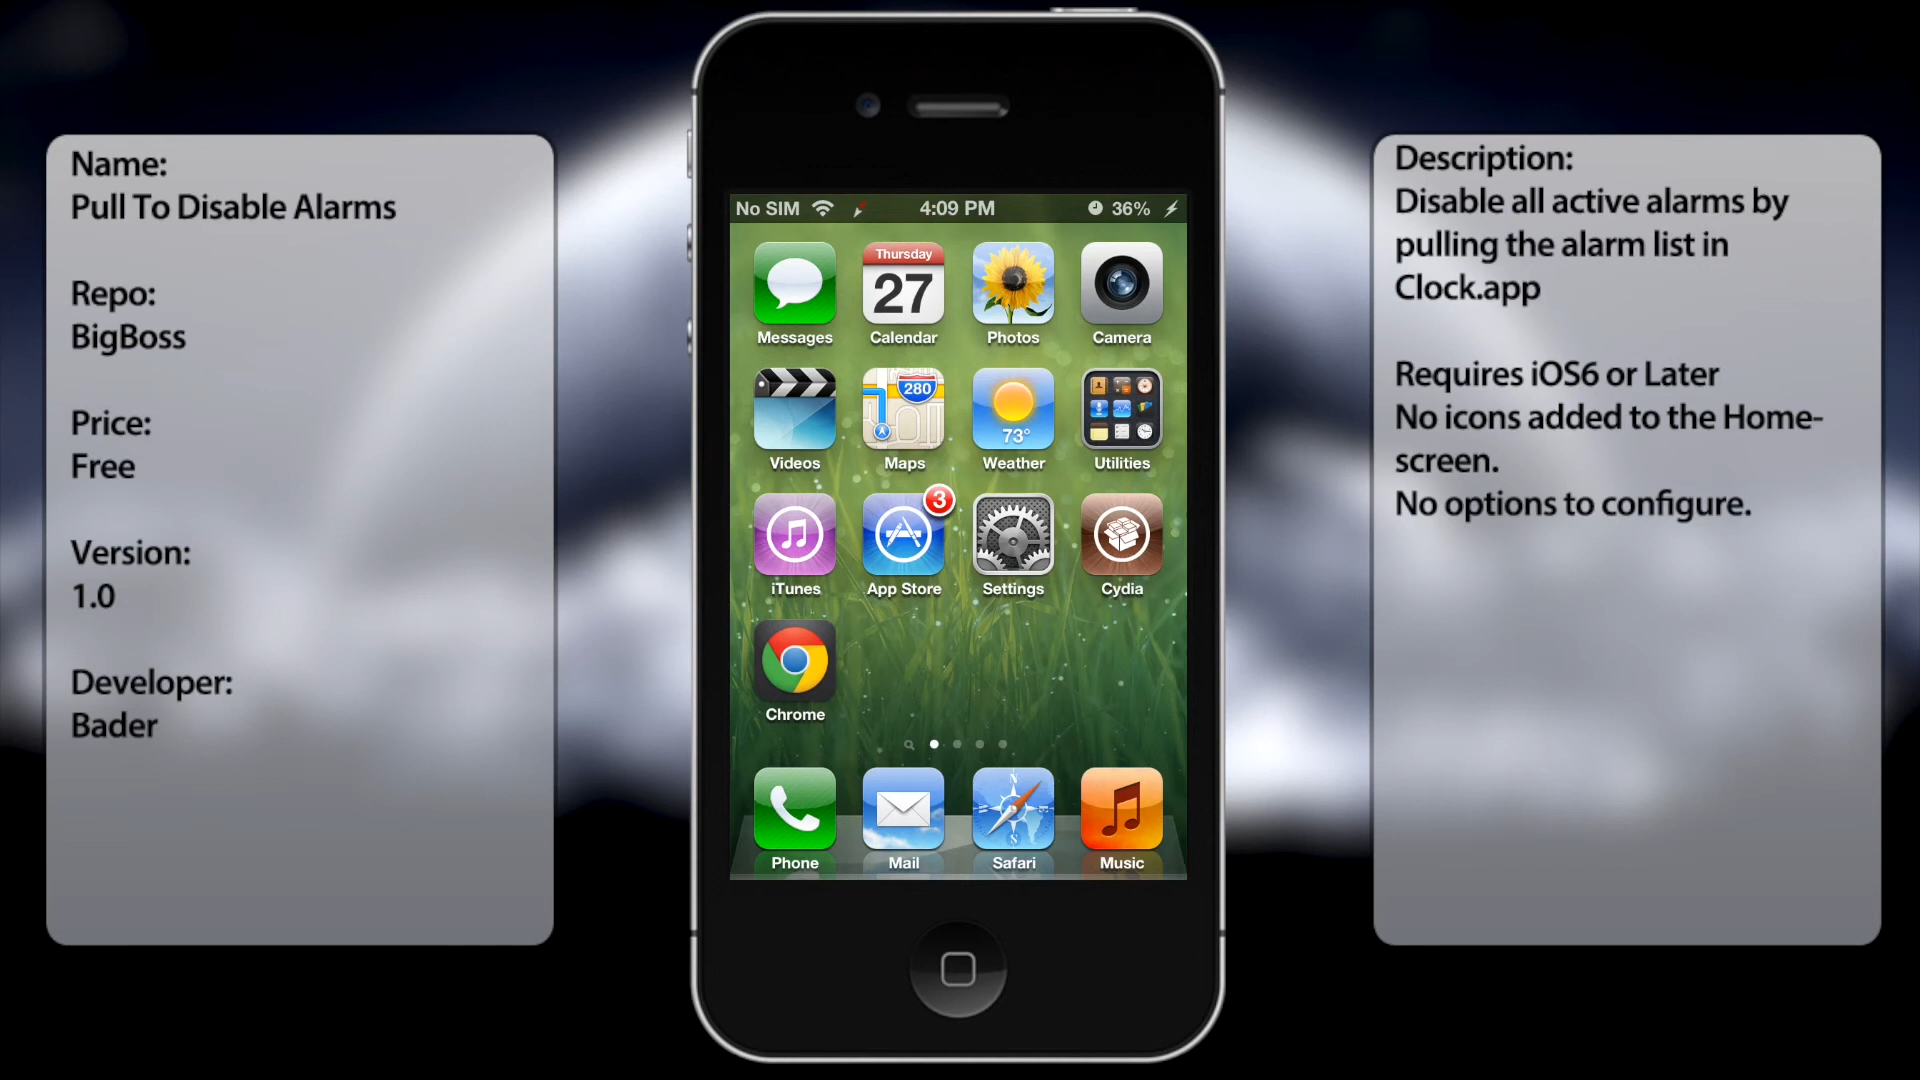 Name:
Pull To Disable Alarms
Repo:
BigBoss
Price:
Free
Version:
1.0
Developer:
Bader
No SIM 4:09 PM 36%
Thursday
27
Messages Calendar Photos Camera
280
73°
Videos Maps Weather Utilities
3
iTunes App Store Settings Cydia
Chrome
N
S
Phone Mail Safari Music
Description:
Disable all active alarms by
pulling the alarm list in
Clock.app
Requires iOS6 or Later
No icons added to the Home-
screen.
No options to configure.